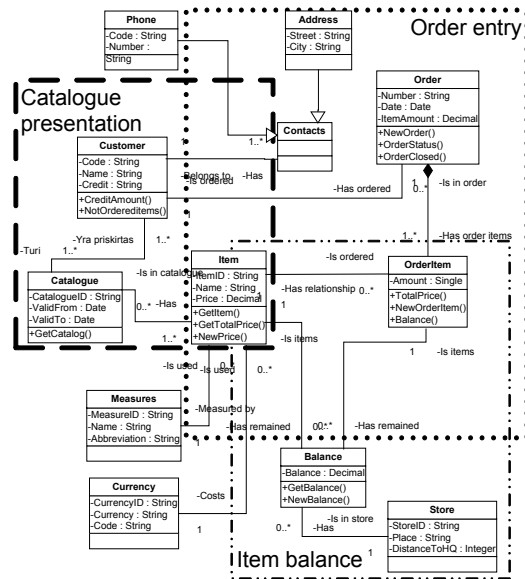 Phone
-Code : String
-Number :
String
Address
-Street : String
-City : String
Order entry
Order
-Number : String
-Date : Date
-ItemAmount : Decimal
+NewOrder()
+OrderStatus()
+OrderClosed()
Catalogue
presentation
Contacts
1
1..*
Customer
-Code : String
-Name : String
-Credit : String
+CreditAmount()
+NotOrdereditems()
-Belongs to
-Has
-Is ordered
-Has ordered
1
0..*
-Is in order
1
1..*
-Has order items
-Yra priskirtas
1..*
-Turi
1..*
Catalogue
-CatalogueID : String
-ValidFrom : Date
-ValidTo : Date
+GetCatalog()
-Is in catalogue
-Has
0..*
1..*
Item
-ItemID : String
-Name : String
-Price : Decimal
+GetItem()
+GetTotalPrice()
+NewPrice()
-Is ordered
-Has relationship
0..*
1
1
OrderItem
-Amount : Single
+TotalPrice()
+NewOrderItem()
+Balance()
-Is items
1
-Is items
-Is used
-Is used
0..*
0..*
Measures
-MeasureID : String
-Name : String
-Abbreviation : String
-Measured by
1
-Has remained
0..*
0..*
-Has remained
Balance
-Balance : Decimal
+GetBalance()
+NewBalance()
Currency
-CurrencyID : String
-Currency : String
-Code : String
-Costs
1
-Is in store
0..*
-Has
1
Store
-StoreID : String
-Place : String
-DistanceToHQ : Integer
Item balance